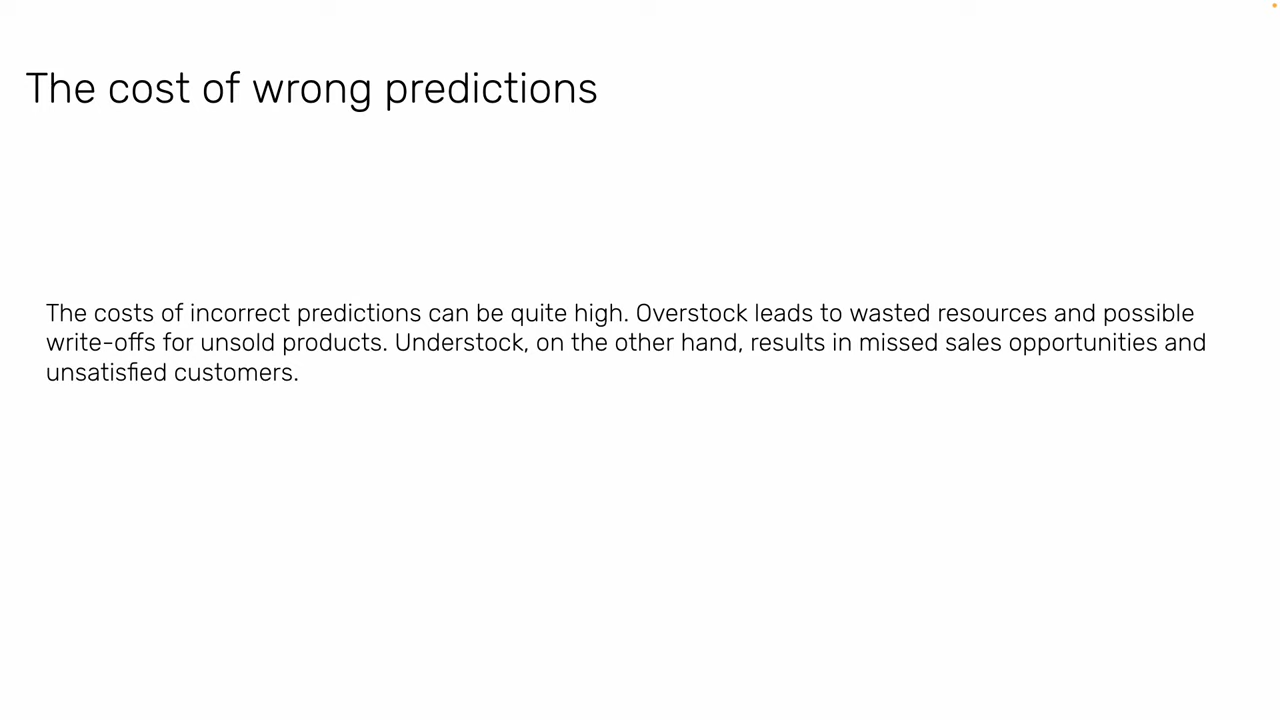 The cost of wrong predictions
The costs of incorrect predictions can be quite high. Overstock leads to wasted resources and possible
write-offs for unsold products. Understock, on the other hand, results in missed sales opportunities and
unsatisfied customers.